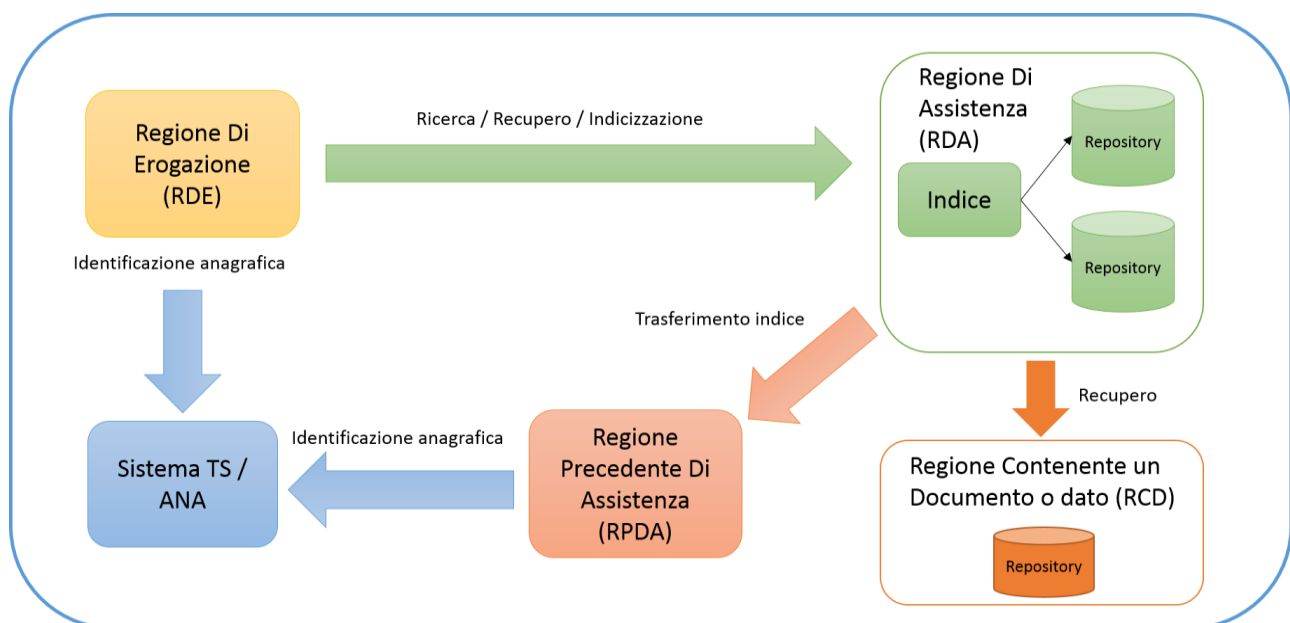 Regione Di
Erogazione
(RDE)
Ricerca / Recupero / Indicizzazione
Regione Di
Assistenza
(RDA)
Indice
Repository
Repository
Identificazione anagrafica
Trasferimento indice
Recupero
Sistema TS /
ANA
Identificazione anagrafica
Regione
Precedente Di
Assistenza
(RPDA)
Regione Contenente un
Documento o dato (RCD)
Repository